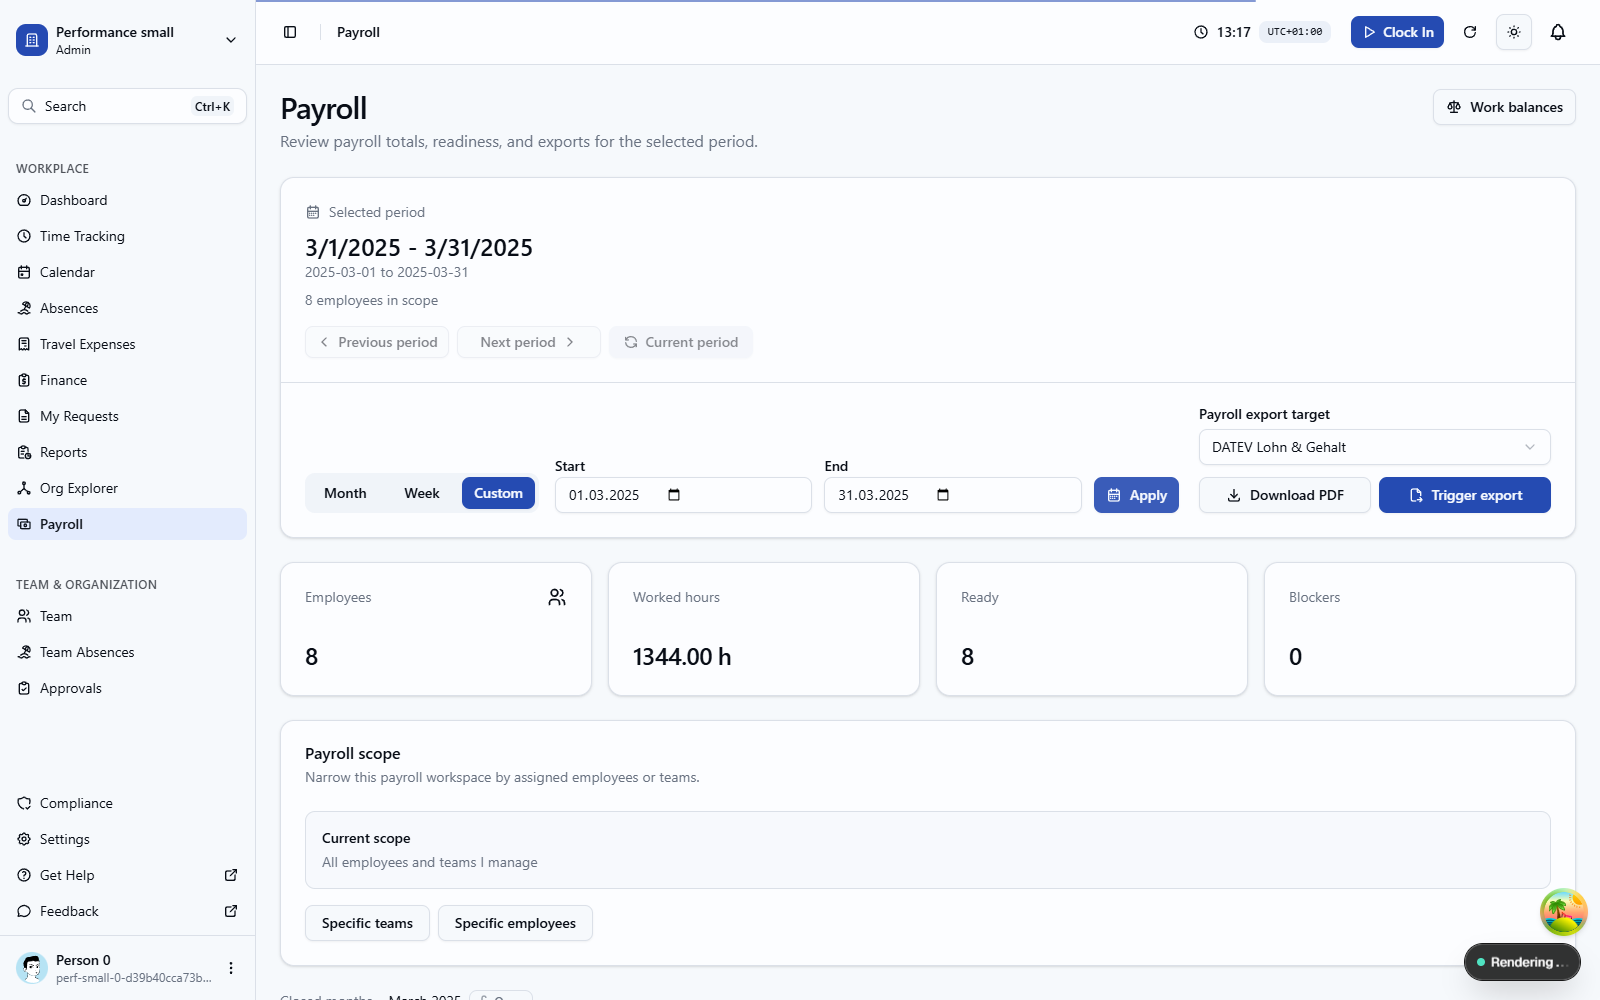 Performance small
Admin
Search
Ctrl+K
WORKPLACE
Dashboard
Time Tracking
Calendar
Absences
Travel Expenses
Finance
My Requests
Reports
Org Explorer
Payroll
TEAM & ORGANIZATION
Team
Team Absences
Approvals
Compliance
Settings
Get Help
Feedback
Person 0
perf-small-0-d39b40cca73b...
Payroll
13:17
UTC+01:00
Clock In
Payroll
Review payroll totals, readiness, and exports for the selected period.
Work balances
Selected period
3/1/2025 - 3/31/2025
2025-03-01 to 2025-03-31
8 employees in scope
Previous period
Next period
Current period
Month
Week
Custom
Start
01.03.2025
End
31.03.2025
Apply
Payroll export target
DATEV Lohn & Gehalt
Download PDF
Trigger export
Employees
8
Worked hours
1344.00 h
Ready
8
Blockers
0
Payroll scope
Narrow this payroll workspace by assigned employees or teams.
Current scope
All employees and teams I manage
Specific teams
Specific employees
Rendering...
Closed months
March 2025